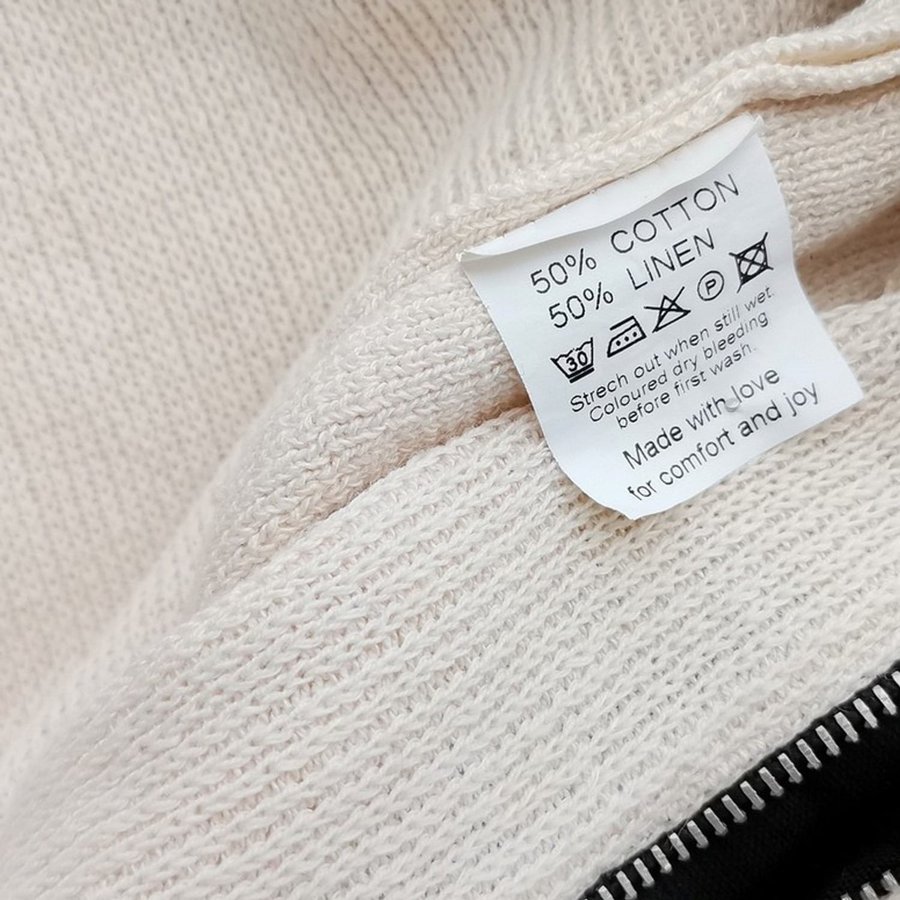 50% COTTON
50% LINEN
30 P
Strech out when still wet.
Coloured dry bleeding
before first wash.
Made with love
for comfort and joy